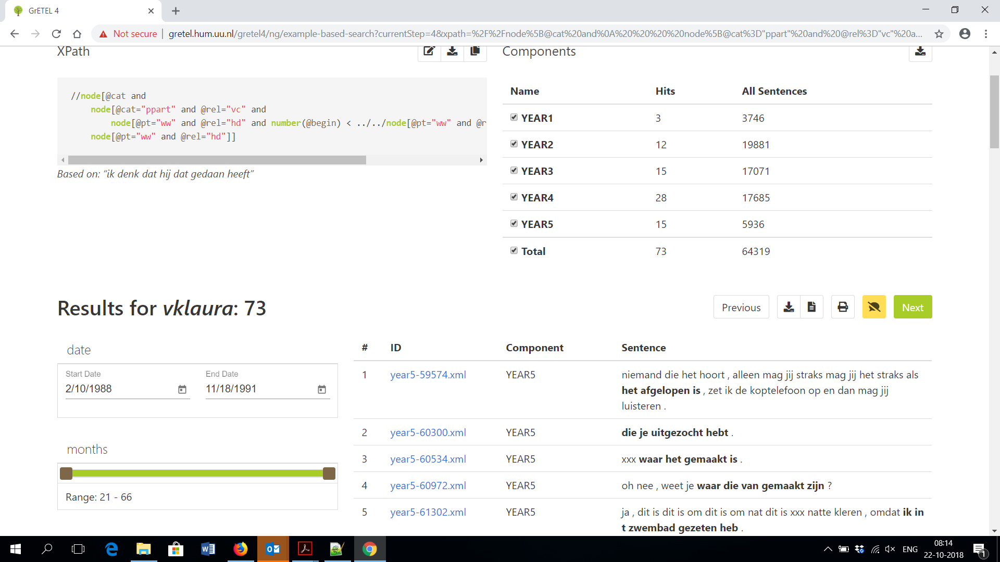 GrETEL 4
Not secure | gretel.hum.uu.nl/gretel4/ng/example-based-search?currentStep=4&xpath=%2F%2Fnode%5B@cat%20and%0A%20%20%20%20node%5B@cat%3D"ppart"%20and%20@rel%3D"vc"%20a...
XPath
//node[@cat and
node[@cat="ppart" and @rel="vc" and
node[@pt="ww" and @rel="hd" and number(@begin) < ../../node[@pt="ww" and @r
node[@pt="ww" and @rel="hd"]]
Based on: “ik denk dat hij dat gedaan heeft”
Components
Name Hits All Sentences
YEAR1 3 3746
YEAR2 12 19881
YEAR3 15 17071
YEAR4 28 17685
YEAR5 15 5936
Total 73 64319
Results for vklaura: 73
Previous
Next
date
Start Date
2/10/1988
End Date
11/18/1991
months
Range: 21 - 66
# ID Component Sentence
1 year5-59574.xml YEAR5 niemand die het hoort , alleen mag jij straks mag jij het straks als
het afgelopen is , zet ik de koptelefoon op en dan mag jij
luisteren .
2 year5-60300.xml YEAR5 die je uitgezocht hebt .
3 year5-60534.xml YEAR5 xxx waar het gemaakt is .
4 year5-60972.xml YEAR5 oh nee , weet je waar die van gemaakt zijn ?
5 year5-61302.xml YEAR5 ja , dit is dit is om dit is om nat dit is xxx natte kleren , omdat ik in
t zwembad gezeten heb .
ENG
08:14
22-10-2018
1